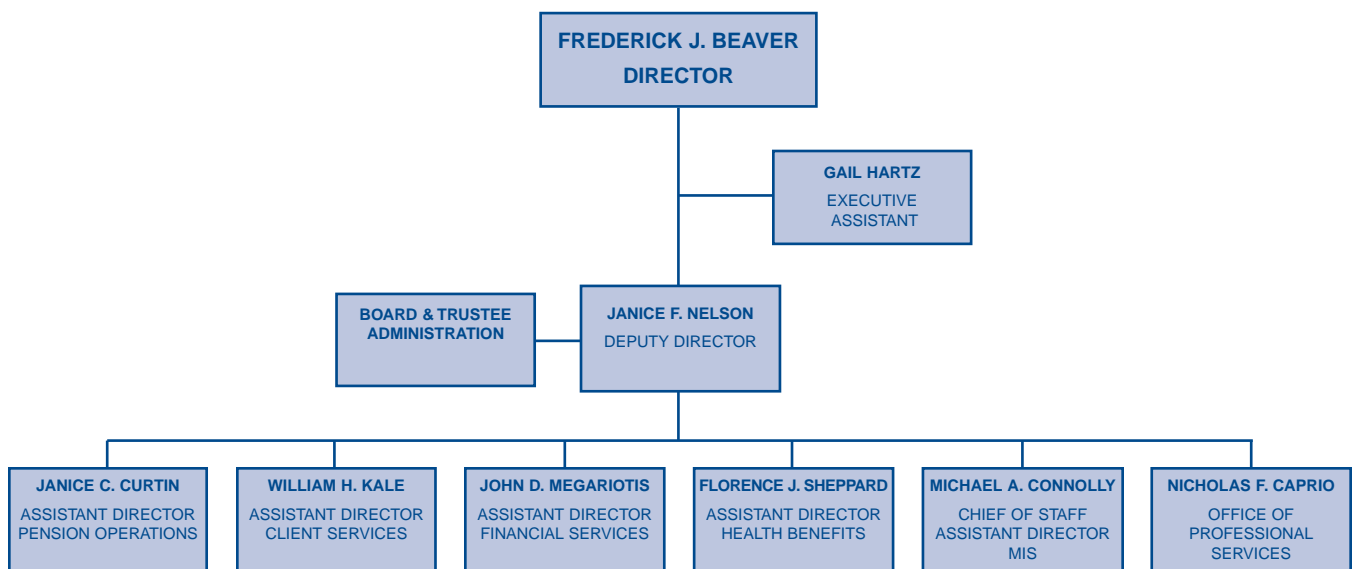 FREDERICK J. BEAVER
DIRECTOR
GAIL HARTZ
EXECUTIVE
ASSISTANT
BOARD & TRUSTEE
ADMINISTRATION
JANICE F. NELSON
DEPUTY DIRECTOR
JANICE C. CURTIN
ASSISTANT DIRECTOR
PENSION OPERATIONS
WILLIAM H. KALE
ASSISTANT DIRECTOR
CLIENT SERVICES
JOHN D. MEGARIOTIS
ASSISTANT DIRECTOR
FINANCIAL SERVICES
FLORENCE J. SHEPPARD
ASSISTANT DIRECTOR
HEALTH BENEFITS
MICHAEL A. CONNOLLY
CHIEF OF STAFF
ASSISTANT DIRECTOR
MIS
NICHOLAS F. CAPRIO
OFFICE OF
PROFESSIONAL
SERVICES